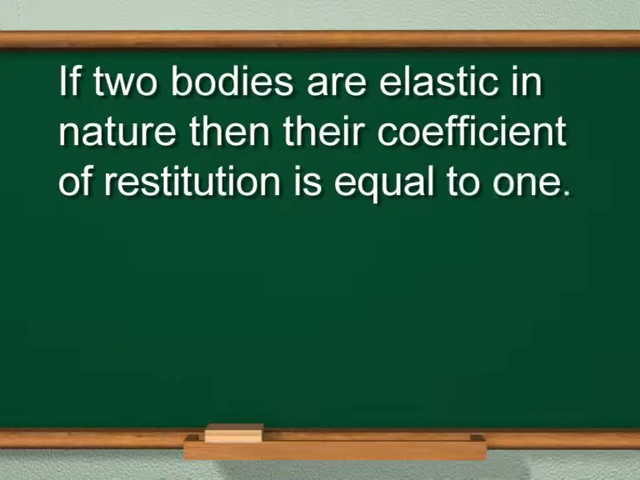 If two bodies are elastic in
nature then their coefficient
of restitution is equal to one.